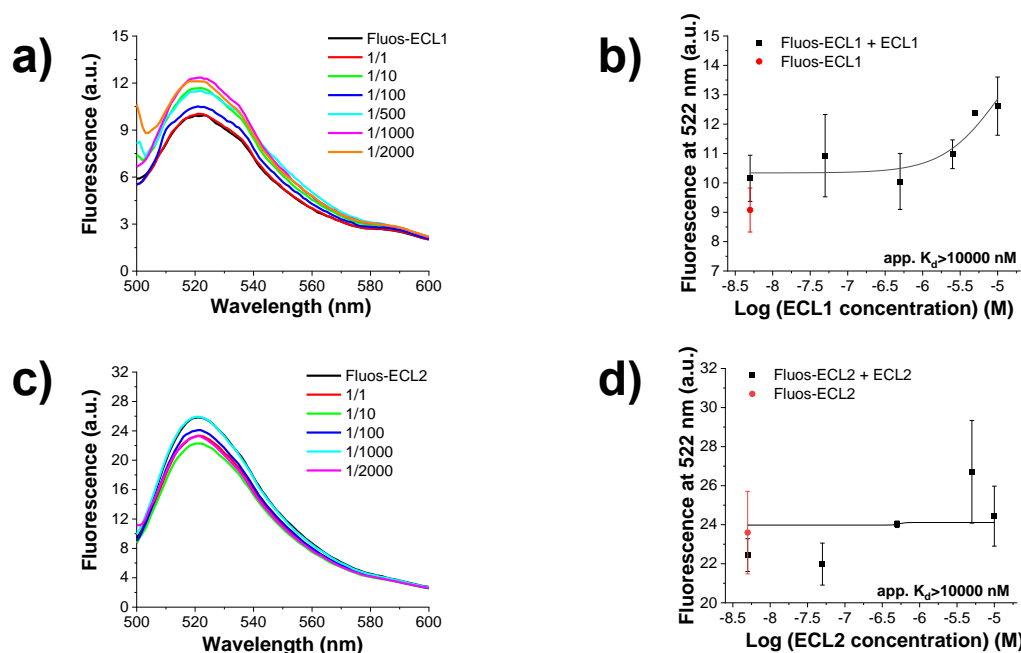 a)
Fluorescence (a.u.)
15
12
9
6
3
0
500 520 540 560 580 600
Wavelength (nm)
Fluos-ECL1
1/1
1/10
1/100
1/500
1/1000
1/2000
b)
Fluorescence at 522 nm (a.u.)
15
14
13
12
11
10
9
8
7
-8.5 -8 -7.5 -7 -6.5 -6 -5.5 -5
Log (ECL1 concentration) (M)
Fluos-ECL1 + ECL1
Fluos-ECL1
app. Kd>10000 nM
c)
Fluorescence (a.u.)
32
28
24
20
16
12
8
4
0
500 520 540 560 580 600
Wavelength (nm)
Fluos-ECL2
1/1
1/10
1/100
1/1000
1/2000
d)
Fluorescence at 522 nm (a.u.)
34
32
30
28
26
24
22
20
-8.5 -8 -7.5 -7 -6.5 -6 -5.5 -5
Log (ECL2 concentration) (M)
Fluos-ECL2 + ECL2
Fluos-ECL2
app. Kd>10000 nM